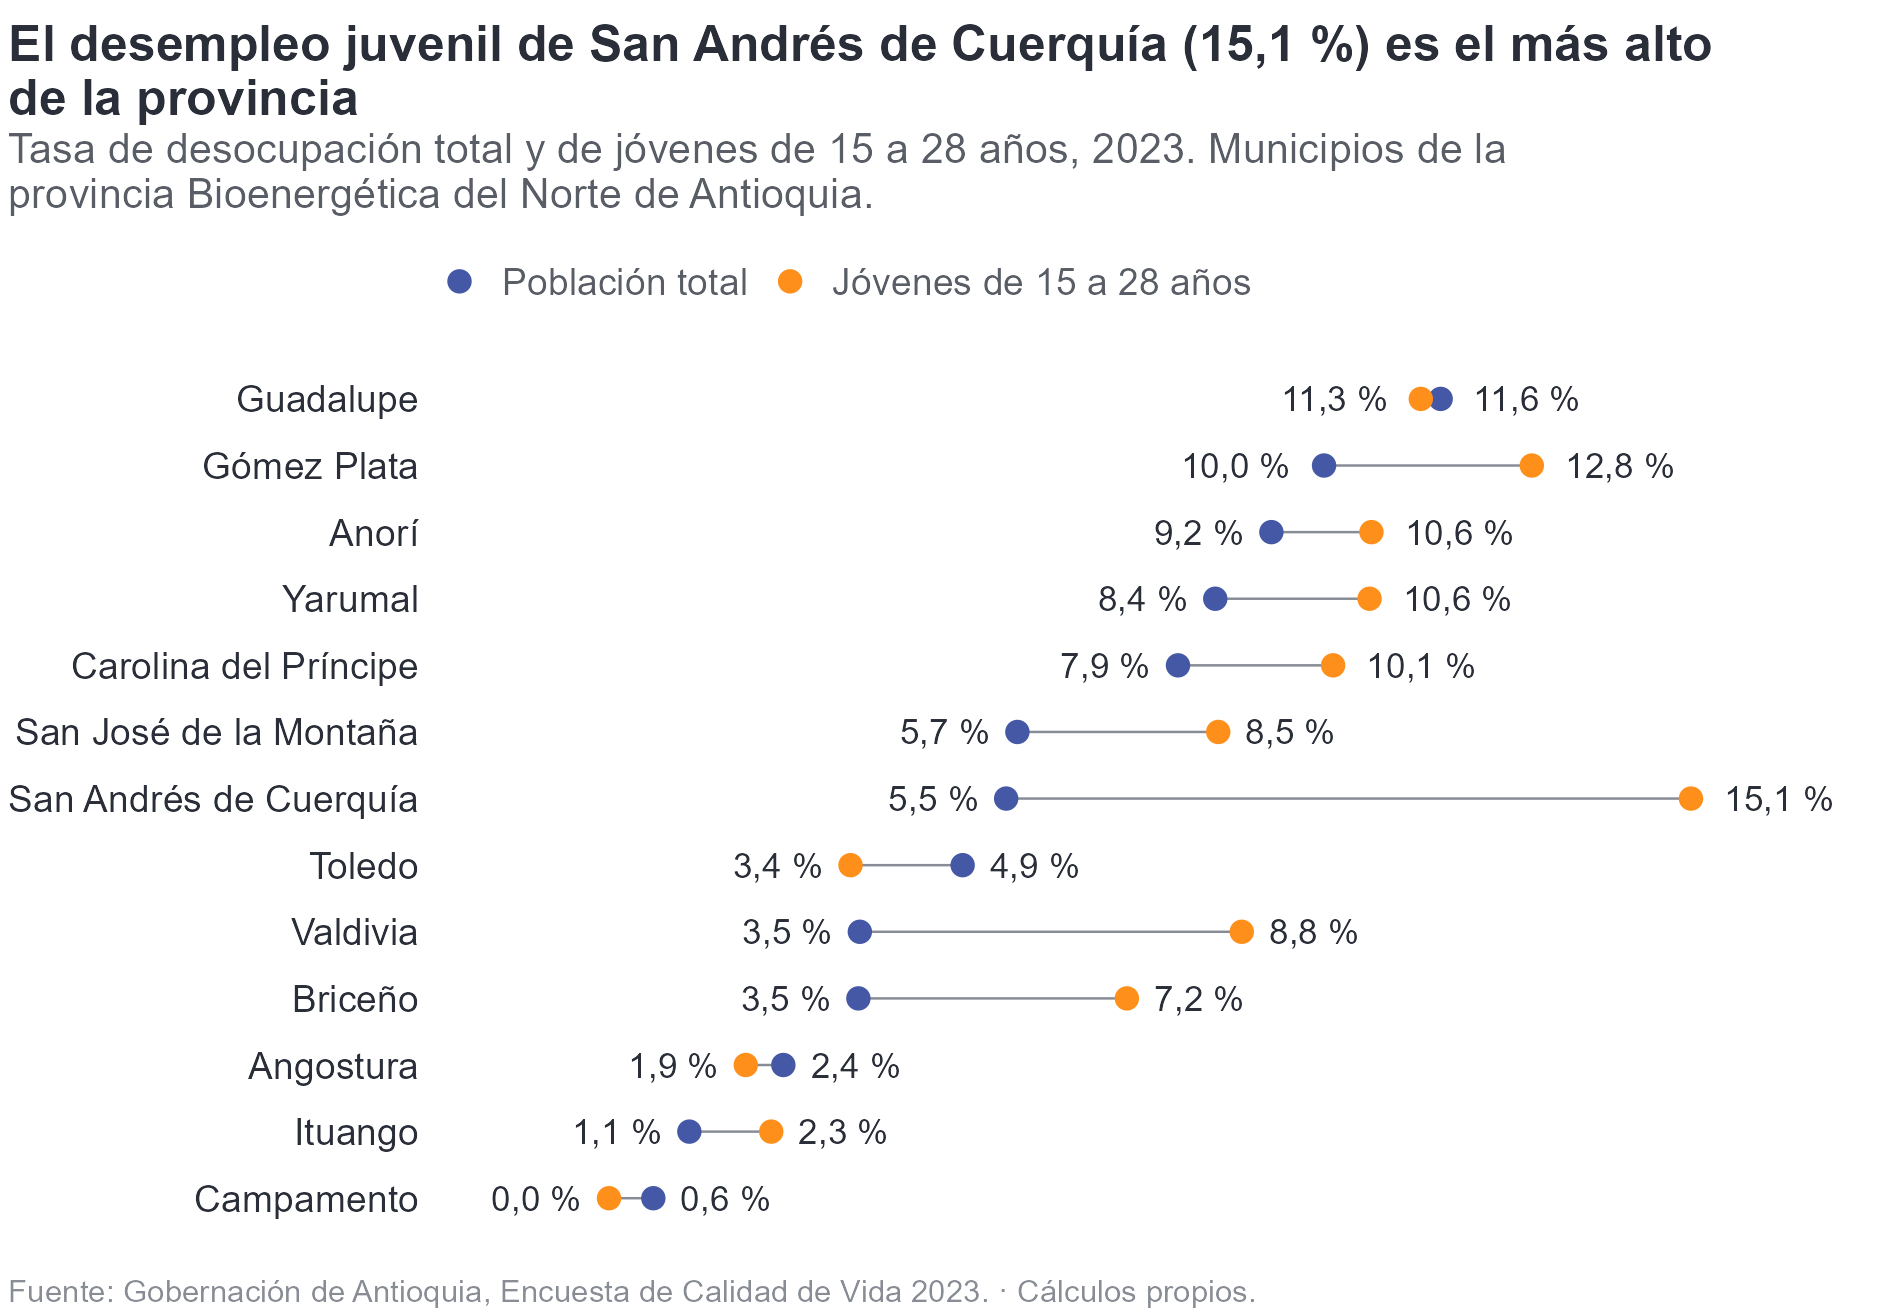 El desempleo juvenil de San Andrés de Cuerquía (15,1 %) es el más alto
de la provincia
Tasa de desocupación total y de jóvenes de 15 a 28 años, 2023. Municipios de la
provincia Bioenergética del Norte de Antioquia.
Población total Jóvenes de 15 a 28 años
Guadalupe 11,3 % 11,6 %
Gómez Plata 10,0 % 12,8 %
Anorí 9,2 % 10,6 %
Yarumal 8,4 % 10,6 %
Carolina del Príncipe 7,9 % 10,1 %
San José de la Montaña 5,7 % 8,5 %
San Andrés de Cuerquía 5,5 % 15,1 %
Toledo 3,4 % 4,9 %
Valdivia 3,5 % 8,8 %
Briceño 3,5 % 7,2 %
Angostura 1,9 % 2,4 %
Ituango 1,1 % 2,3 %
Campamento 0,0 % 0,6 %
Fuente: Gobernación de Antioquia, Encuesta de Calidad de Vida 2023. · Cálculos propios.